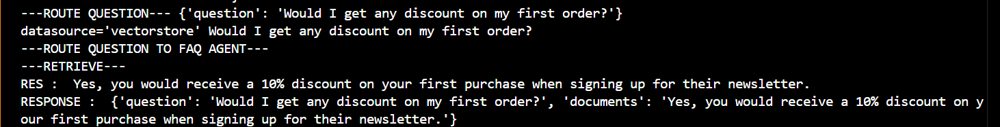 ---ROUTE QUESTION--- {'question': 'Would I get any discount on my first order?'}
datasource='vectorstore' Would I get any discount on my first order?
---ROUTE QUESTION TO FAQ AGENT---
---RETRIEVE---
RES :  Yes, you would receive a 10% discount on your first purchase when signing up for their newsletter.
RESPONSE :  {'question': 'Would I get any discount on my first order?', 'documents': 'Yes, you would receive a 10% discount on y
our first purchase when signing up for their newsletter.'}